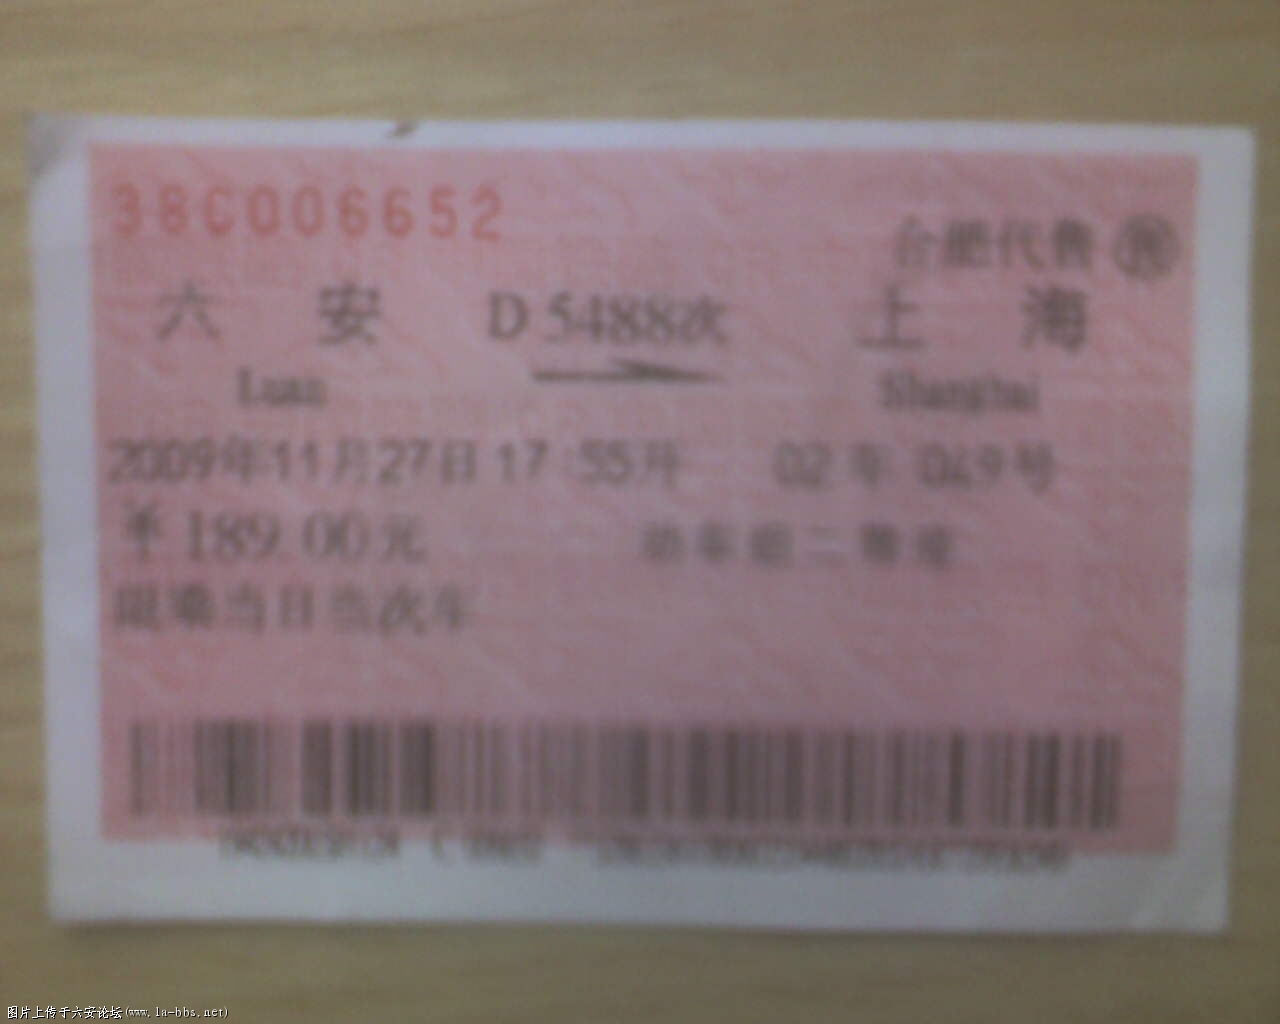 38C006652
合肥代售 ㊕
六 安 D 5488次 上 海
Luan Shanghai
2009年11月27日 17:55开 02车 049号
￥189.00元 动车组二等座
限乘当日当次车
图片上传于六安论坛(www.la-bbs.net)